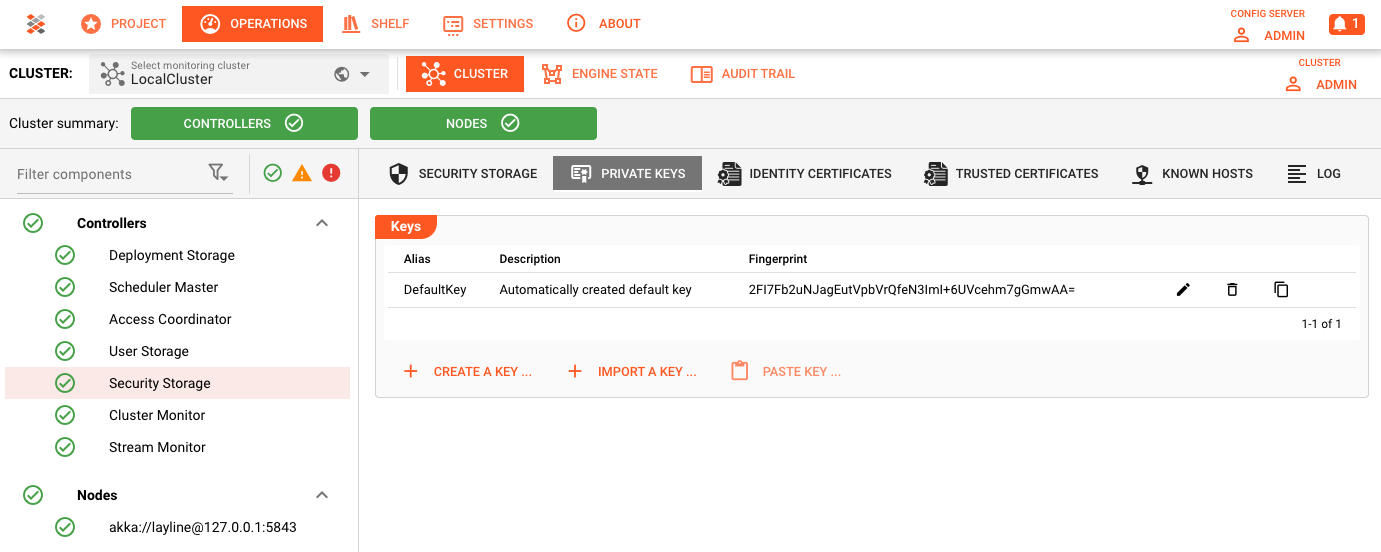 PROJECT OPERATIONS SHELF SETTINGS ABOUT CONFIG SERVER ADMIN 1
CLUSTER: Select monitoring cluster LocalCluster CLUSTER ENGINE STATE AUDIT TRAIL CLUSTER ADMIN
Cluster summary: CONTROLLERS NODES
Filter components
SECURITY STORAGE PRIVATE KEYS IDENTITY CERTIFICATES TRUSTED CERTIFICATES KNOWN HOSTS LOG
Controllers
Deployment Storage
Scheduler Master
Access Coordinator
User Storage
Security Storage
Cluster Monitor
Stream Monitor
Nodes
akka://layline@127.0.0.1:5843
Keys
Alias Description Fingerprint
DefaultKey Automatically created default key 2FI7Fb2uNJagEutVpbVrQfeN3ImI+6UVcehm7gGmwAA=
1-1 of 1
CREATE A KEY ... IMPORT A KEY ... PASTE KEY ...